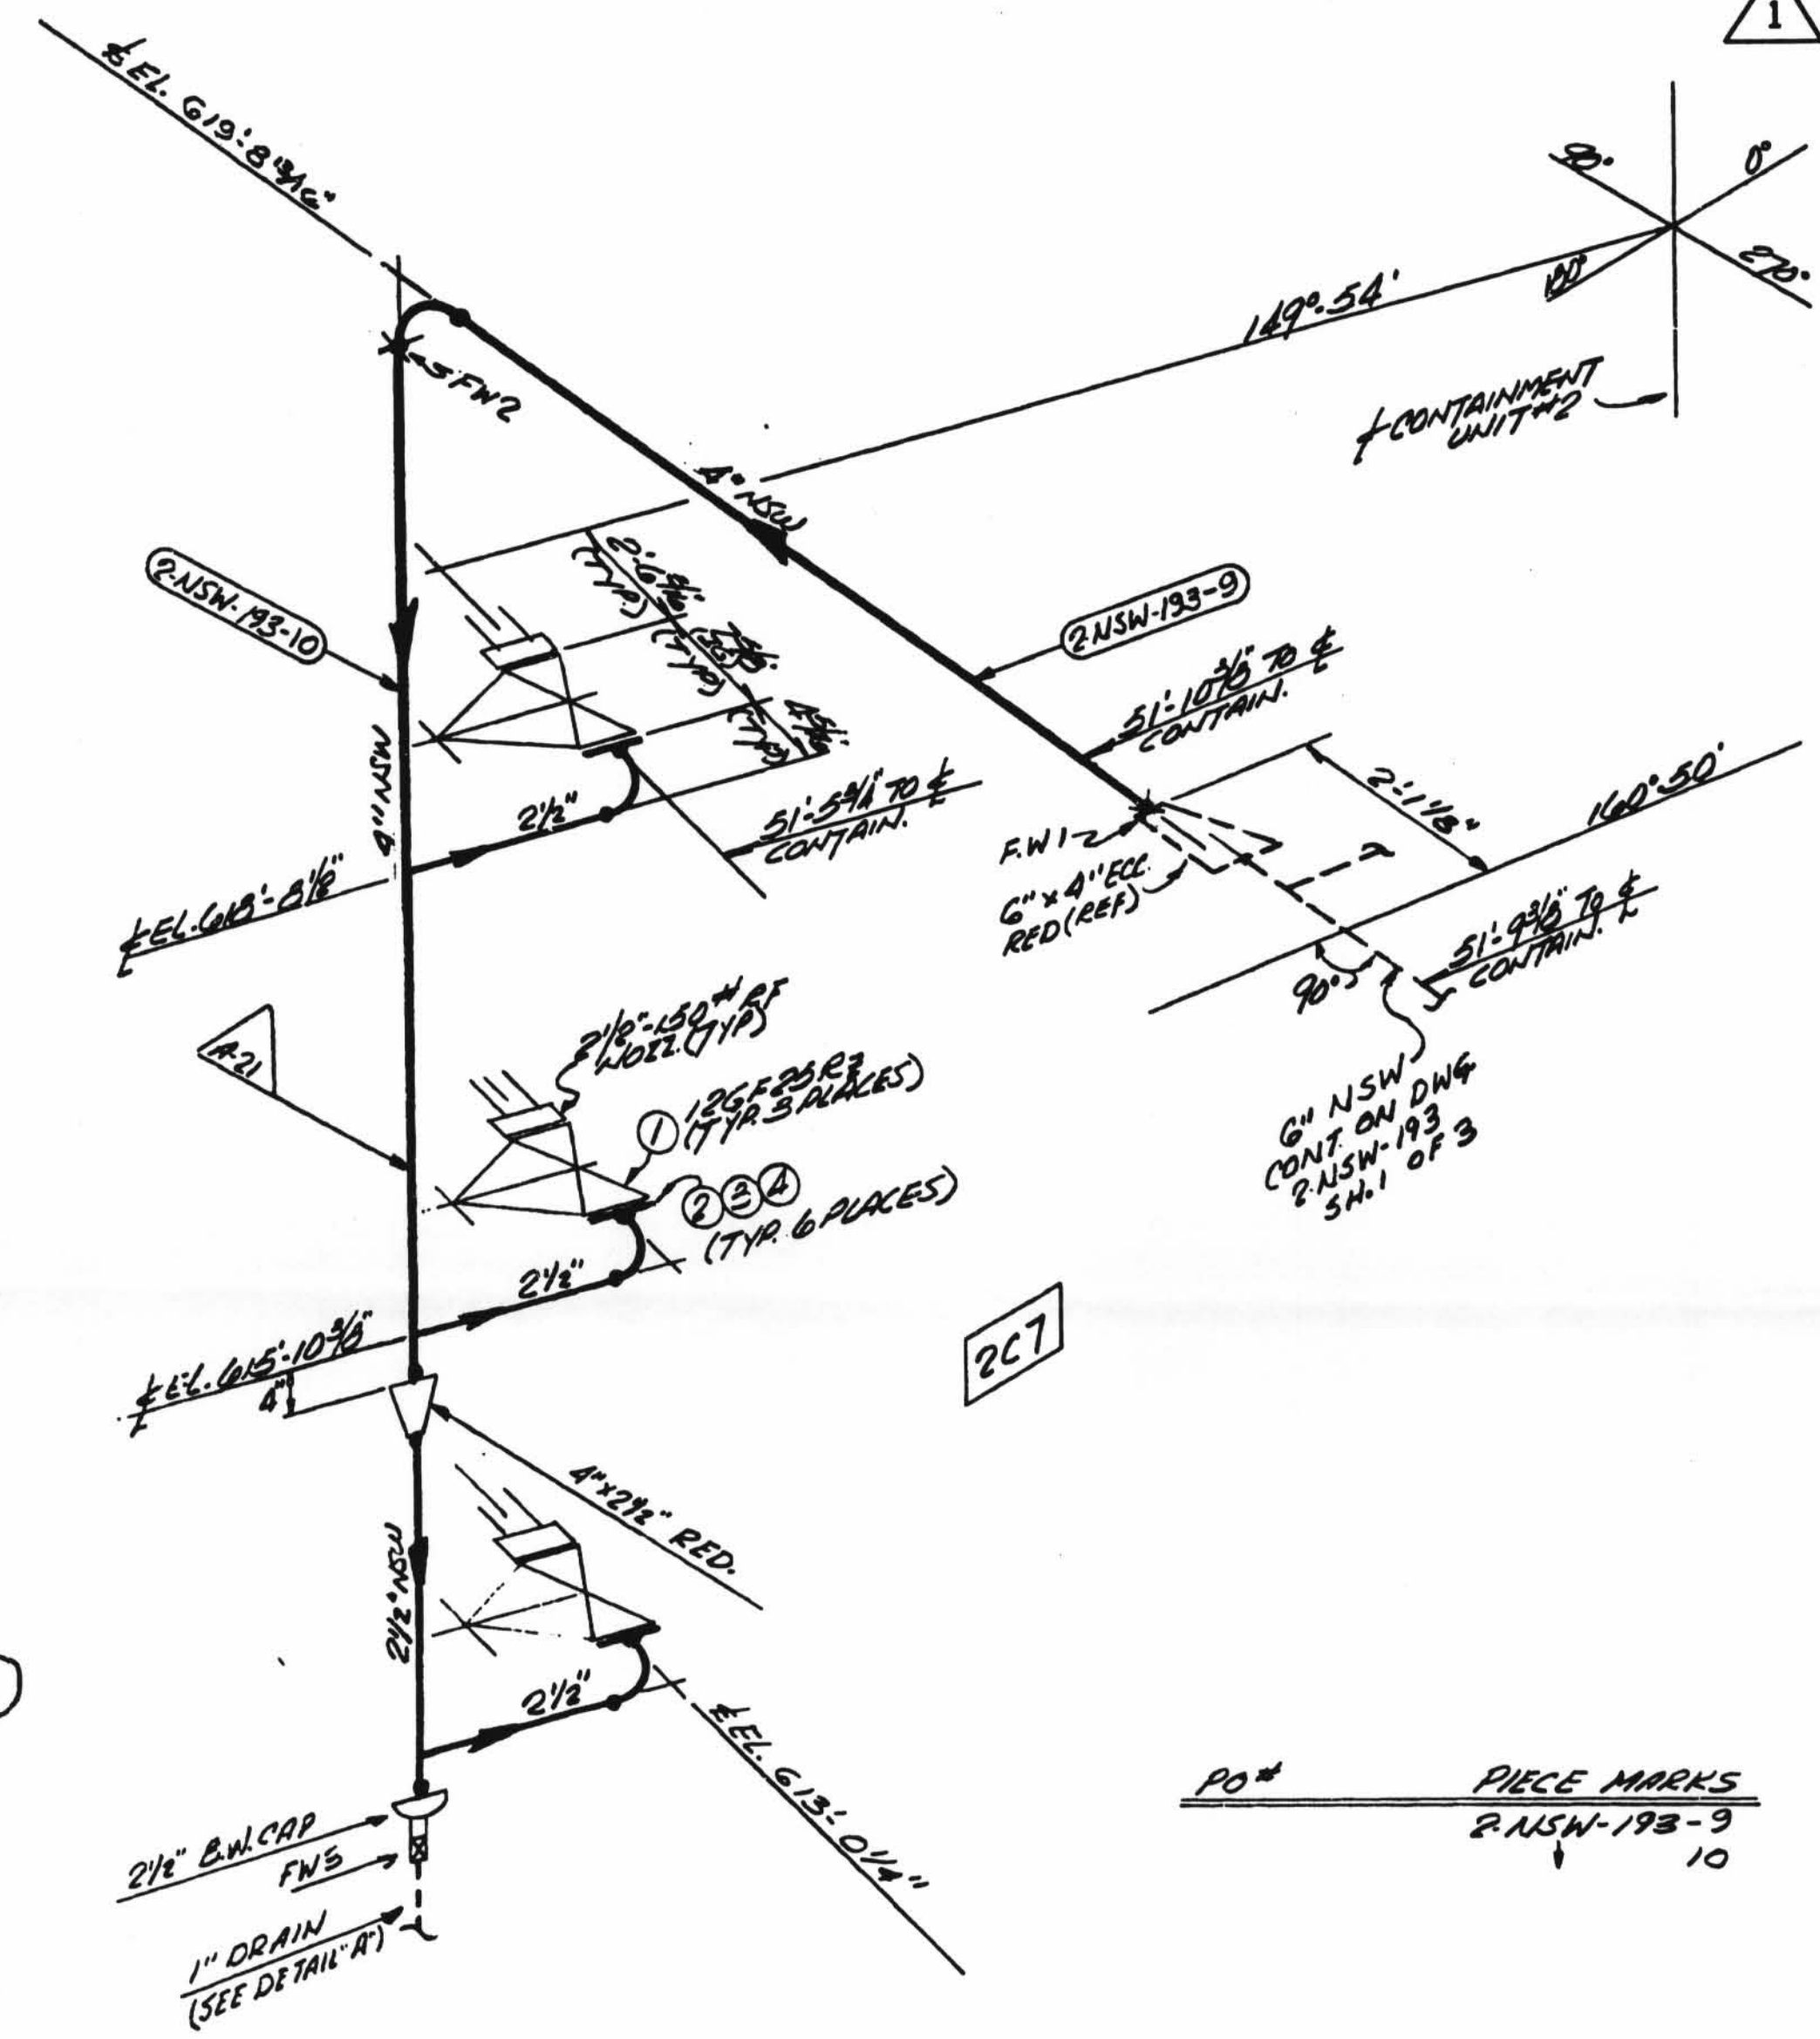 1
℄ EL. 619'-8 13/16"
0°
270°
180°
149°-54'
℄ CONTAINMENT
UNIT #2
FW2
4" NSW
2-NSW-193-10
2-NSW-193-9
(TYP)
(TYP)
(TYP)
51'-10 3/8" TO ℄
CONTAIN.
4" NSW
2 1/2"
51'-5 3/4" TO ℄
CONTAIN.
2'-1 1/8"
160°-50'
F.W 1
6" x 4" ECC.
RED (REF)
℄ EL. 618'-8 1/8"
90°
51'-9 3/8" TO ℄
CONTAIN.
6" NSW
CONT. ON DWG
2-NSW-193
SH. 1 OF 3
2 1/2"-150# RF
NOZZ. (TYP)
1
12GF25R3
(TYP. 3 PLACES)
2 3 4
(TYP. 6 PLACES)
2 1/2"
℄ EL. 615'-10 3/8"
4"
2C7
4" x 2 1/2" RED.
2 1/2" NSW
2 1/2"
℄ EL. 613'-0 1/4"
2 1/2" B.W. CAP
FW3
1" DRAIN
(SEE DETAIL "A")
PO# PIECE MARKS
2-NSW-193-9
10